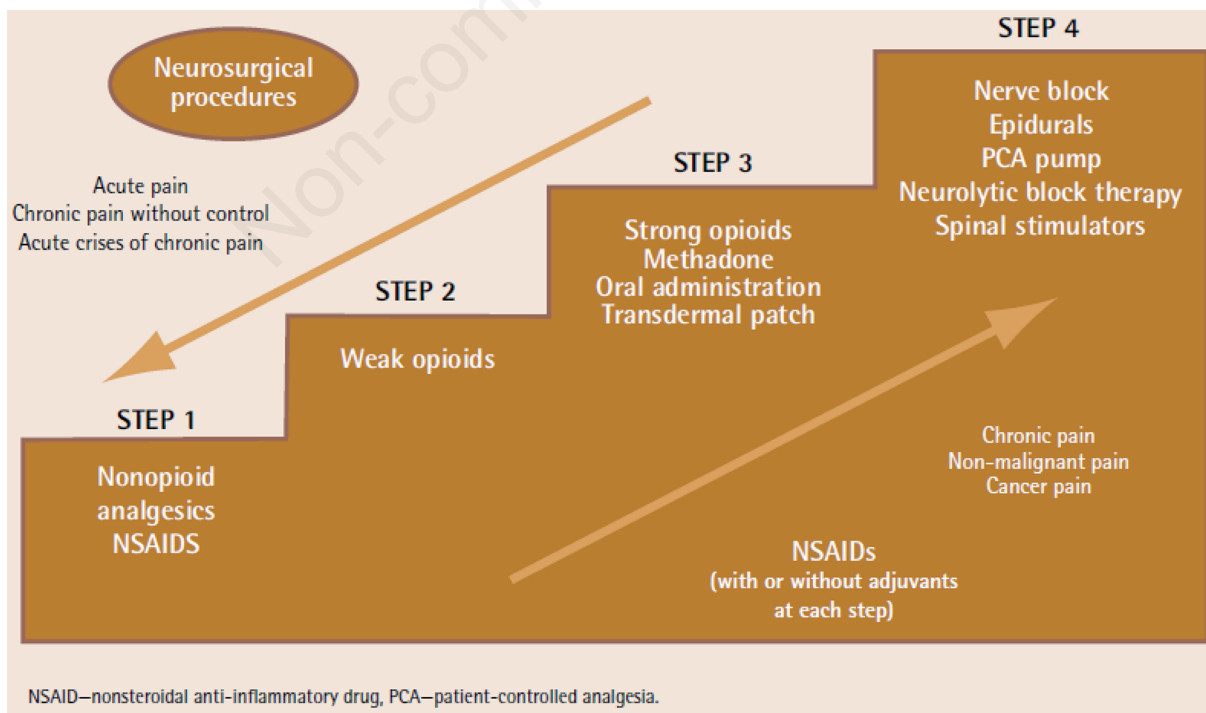 Neurosurgical
procedures
Acute pain
Chronic pain without control
Acute crises of chronic pain
STEP 1
Nonopioid
analgesics
NSAIDS
STEP 2
Weak opioids
STEP 3
Strong opioids
Methadone
Oral administration
Transdermal patch
STEP 4
Nerve block
Epidurals
PCA pump
Neurolytic block therapy
Spinal stimulators
Chronic pain
Non-malignant pain
Cancer pain
NSAIDs
(with or without adjuvants
at each step)
NSAID—nonsteroidal anti-inflammatory drug, PCA—patient-controlled analgesia.
Non-com